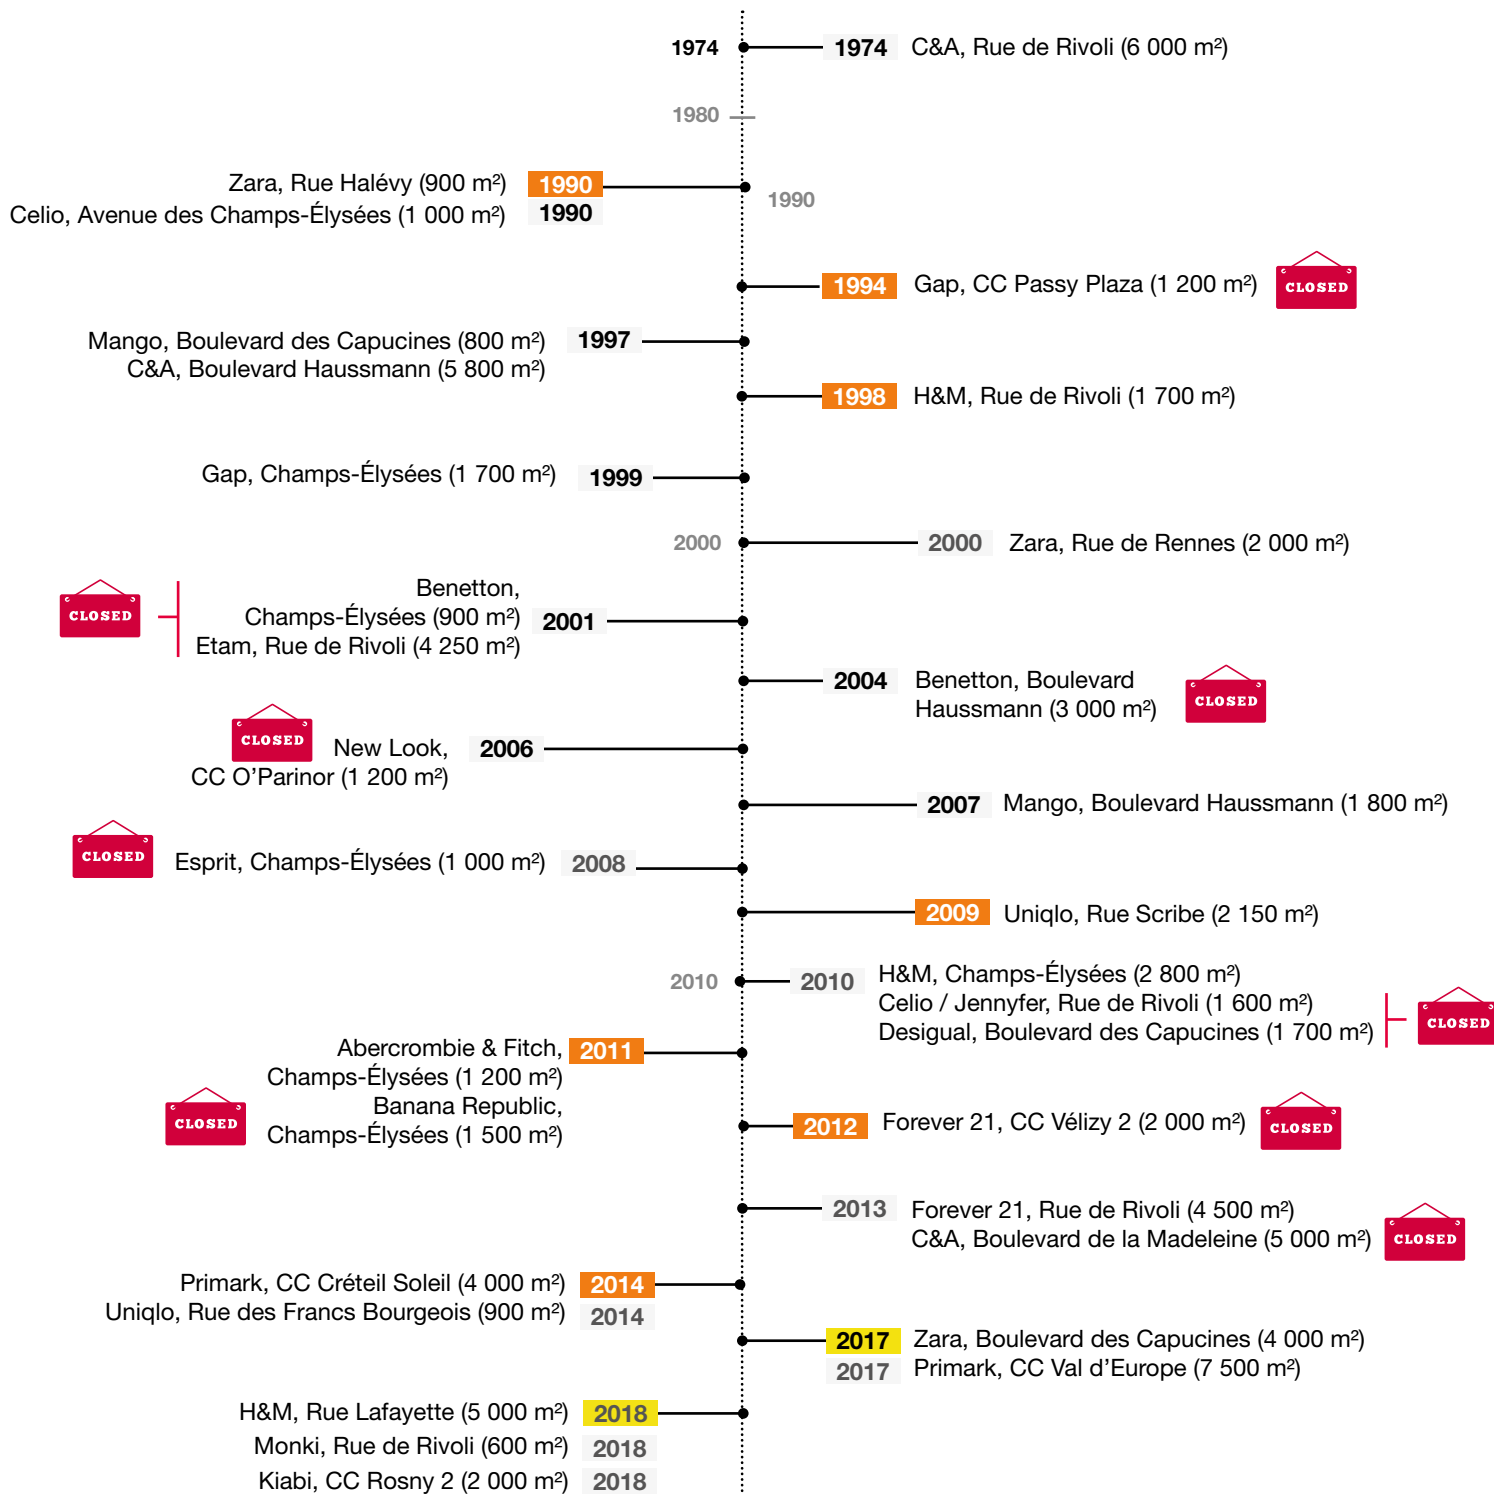 1974
1974 C&A, Rue de Rivoli (6 000 m²)
1980
Zara, Rue Halévy (900 m²) 1990
1990
Celio, Avenue des Champs-Élysées (1 000 m²) 1990
1994 Gap, CC Passy Plaza (1 200 m²) CLOSED
Mango, Boulevard des Capucines (800 m²) 1997
C&A, Boulevard Haussmann (5 800 m²)
1998 H&M, Rue de Rivoli (1 700 m²)
Gap, Champs-Élysées (1 700 m²) 1999
2000
2000 Zara, Rue de Rennes (2 000 m²)
Benetton,
CLOSED Champs-Élysées (900 m²) 2001
Etam, Rue de Rivoli (4 250 m²)
2004 Benetton, Boulevard
Haussmann (3 000 m²) CLOSED
CLOSED New Look, 2006
CC O’Parinor (1 200 m²)
2007 Mango, Boulevard Haussmann (1 800 m²)
CLOSED Esprit, Champs-Élysées (1 000 m²) 2008
2009 Uniqlo, Rue Scribe (2 150 m²)
2010
2010 H&M, Champs-Élysées (2 800 m²)
Celio / Jennyfer, Rue de Rivoli (1 600 m²)
Desigual, Boulevard des Capucines (1 700 m²) CLOSED
Abercrombie & Fitch, 2011
Champs-Élysées (1 200 m²)
Banana Republic,
CLOSED Champs-Élysées (1 500 m²)
2012 Forever 21, CC Vélizy 2 (2 000 m²) CLOSED
2013 Forever 21, Rue de Rivoli (4 500 m²)
C&A, Boulevard de la Madeleine (5 000 m²) CLOSED
Primark, CC Créteil Soleil (4 000 m²) 2014
Uniqlo, Rue des Francs Bourgeois (900 m²) 2014
2017 Zara, Boulevard des Capucines (4 000 m²)
2017 Primark, CC Val d’Europe (7 500 m²)
H&M, Rue Lafayette (5 000 m²) 2018
Monki, Rue de Rivoli (600 m²) 2018
Kiabi, CC Rosny 2 (2 000 m²) 2018